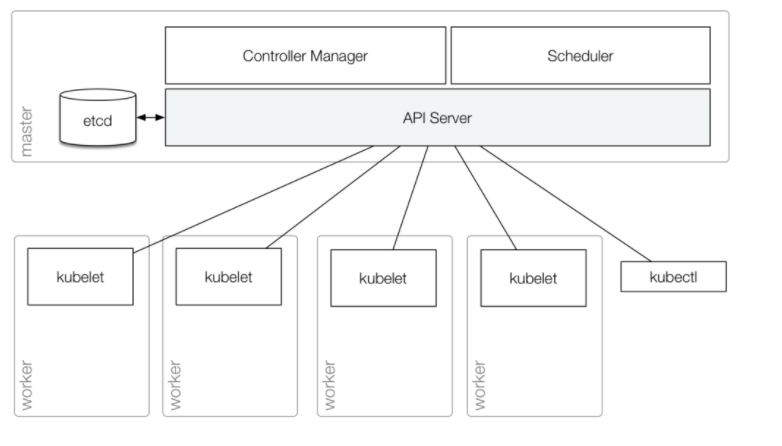 Controller Manager
Scheduler
etcd
API Server
master
kubelet
kubelet
kubelet
kubelet
kubectl
worker
worker
worker
worker